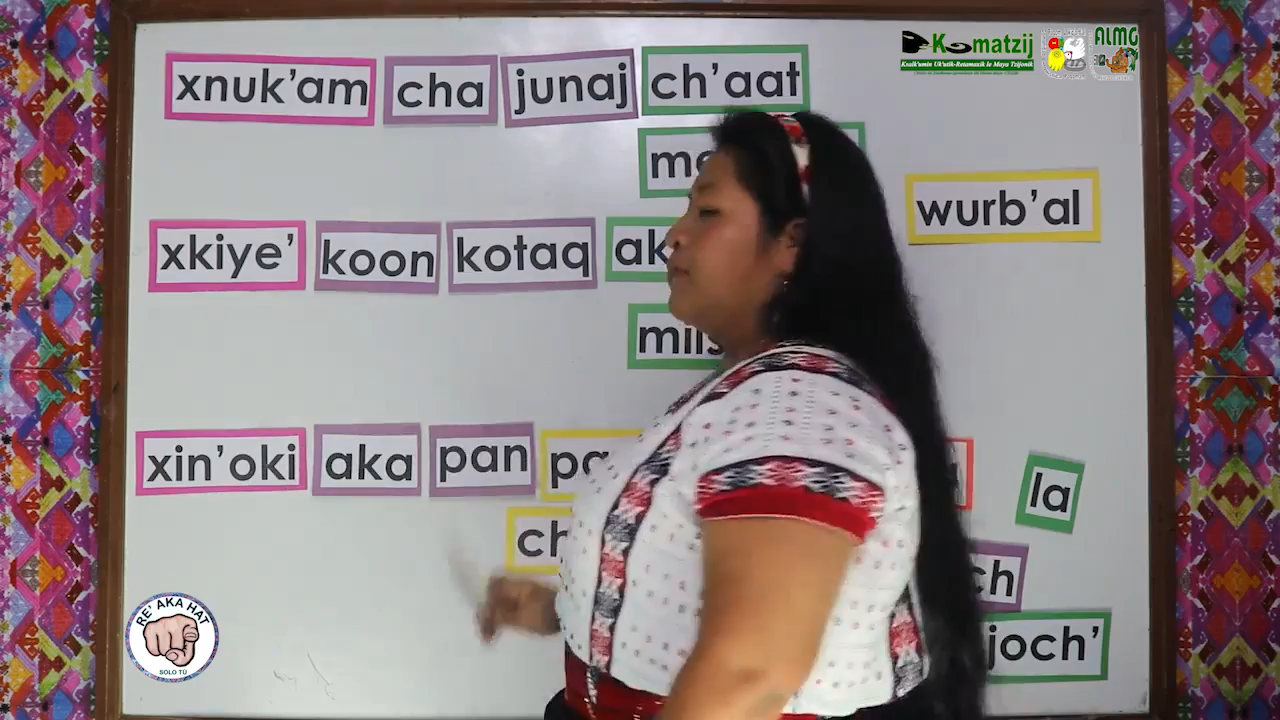 Komatzij
ALMG
xnuk'am cha junaj ch'aat
wurb'al
xkiye' koon kotaq
xin'oki aka pan
la
joch'
RE' AKA HAT
SOLO TÚ